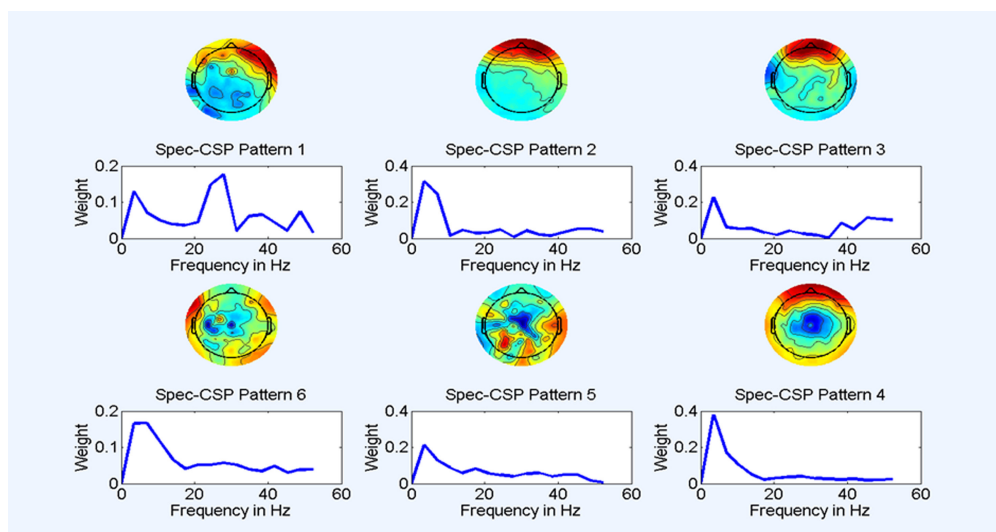 Spec-CSP Pattern 1
Spec-CSP Pattern 2
Spec-CSP Pattern 3
0.2
0.1
0
Weight
0
20
40
60
Frequency in Hz
0.4
0.2
0
Weight
0
20
40
60
Frequency in Hz
0.4
0.2
0
Weight
0
20
40
60
Frequency in Hz
Spec-CSP Pattern 6
Spec-CSP Pattern 5
Spec-CSP Pattern 4
0.2
0.1
0
Weight
0
20
40
60
Frequency in Hz
0.4
0.2
0
Weight
0
20
40
60
Frequency in Hz
0.4
0.2
0
Weight
0
20
40
60
Frequency in Hz